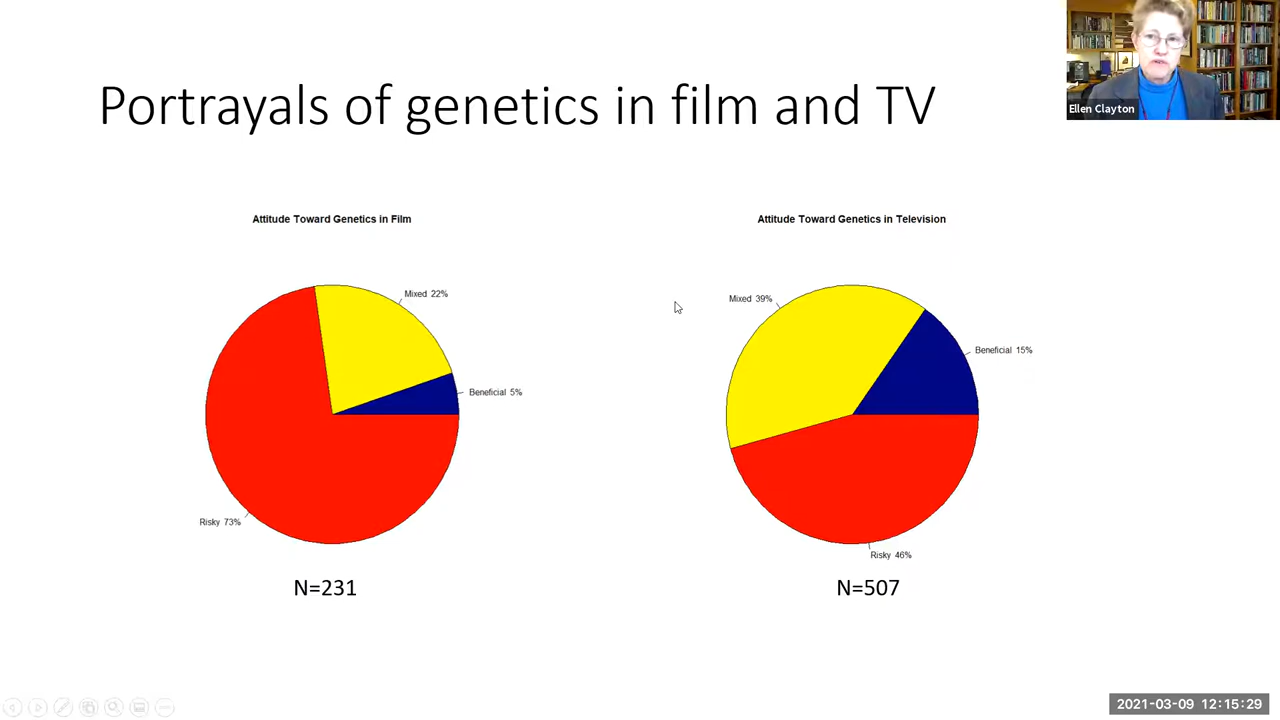 Ellen Clayton
Portrayals of genetics in film and TV
Attitude Toward Genetics in Film
Mixed 22%
Beneficial 5%
Risky 73%
N=231
Attitude Toward Genetics in Television
Mixed 39%
Beneficial 15%
Risky 46%
N=507
2021-03-09 12:15:29